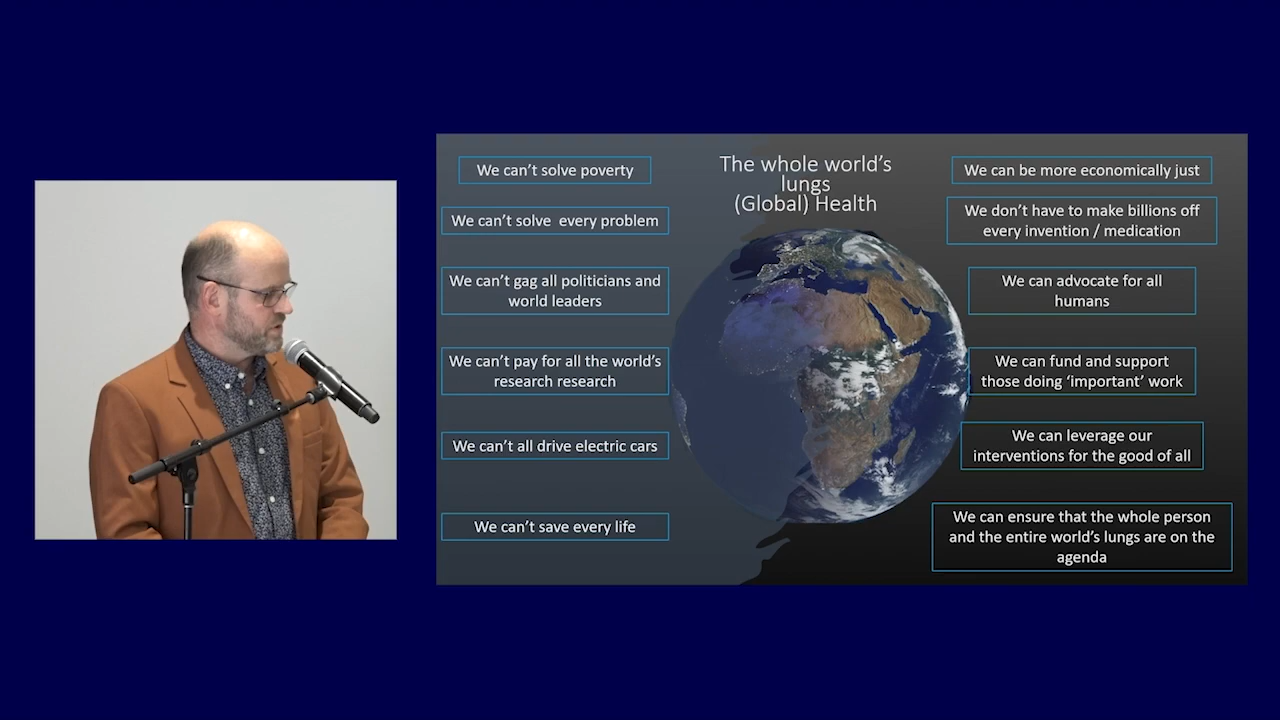 The whole world's
lungs
(Global) Health
We can't solve poverty
We can't solve  every problem
We can't gag all politicians and
world leaders
We can't pay for all the world's
research research
We can't all drive electric cars
We can't save every life
We can be more economically just
We don't have to make billions off
every invention / medication
We can advocate for all
humans
We can fund and support
those doing ‘important’ work
We can leverage our
interventions for the good of all
We can ensure that the whole person
and the entire world's lungs are on the
agenda